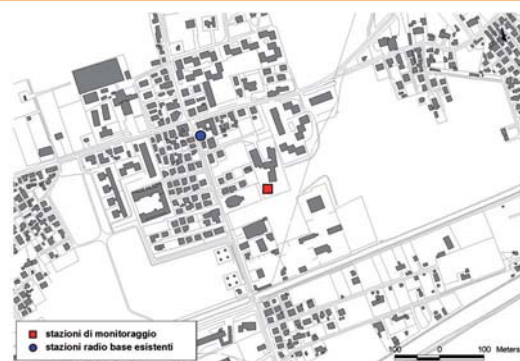 stazioni di monitoraggio
stazioni radio base esistenti
100 0 100 Meters